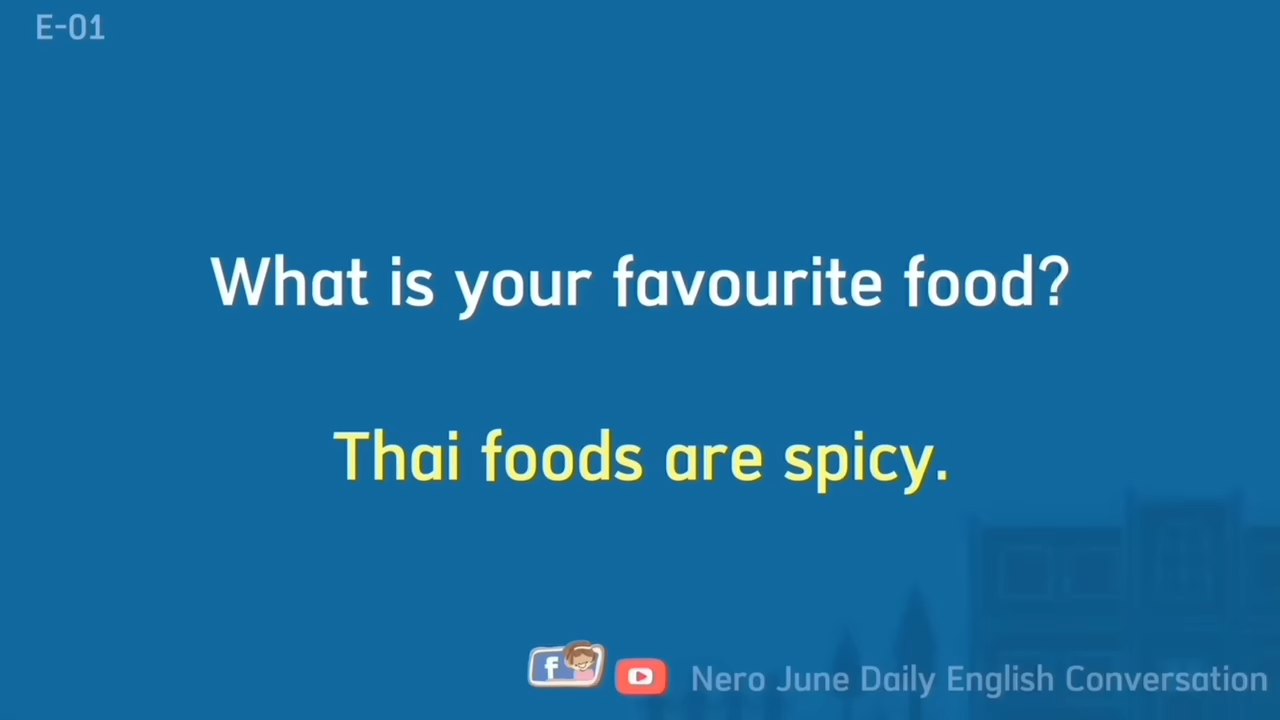 E-01
What is your favourite food?
Thai foods are spicy.
f
Nero June Daily English Conversation